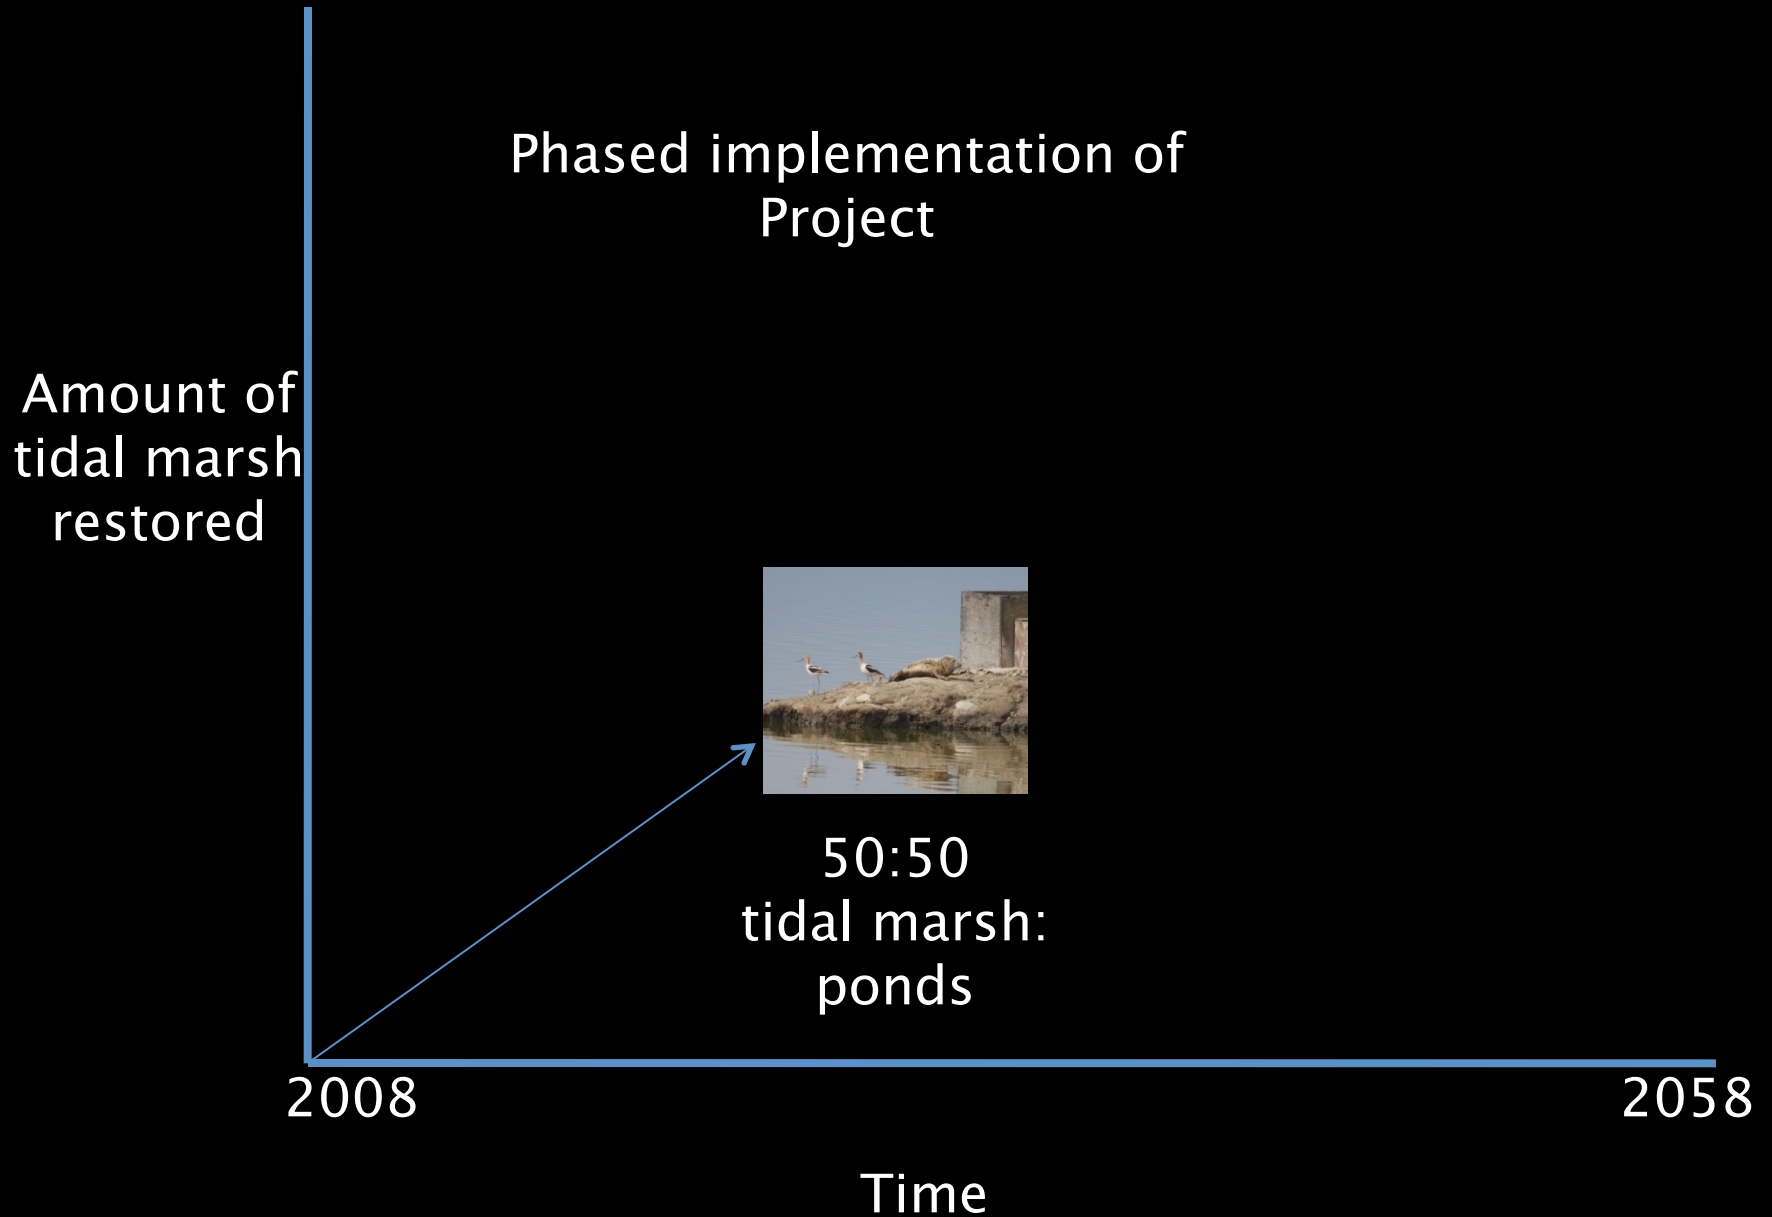 Phased implementation of
Project
Amount of
tidal marsh
restored
50:50
tidal marsh:
ponds
2008
2058
Time